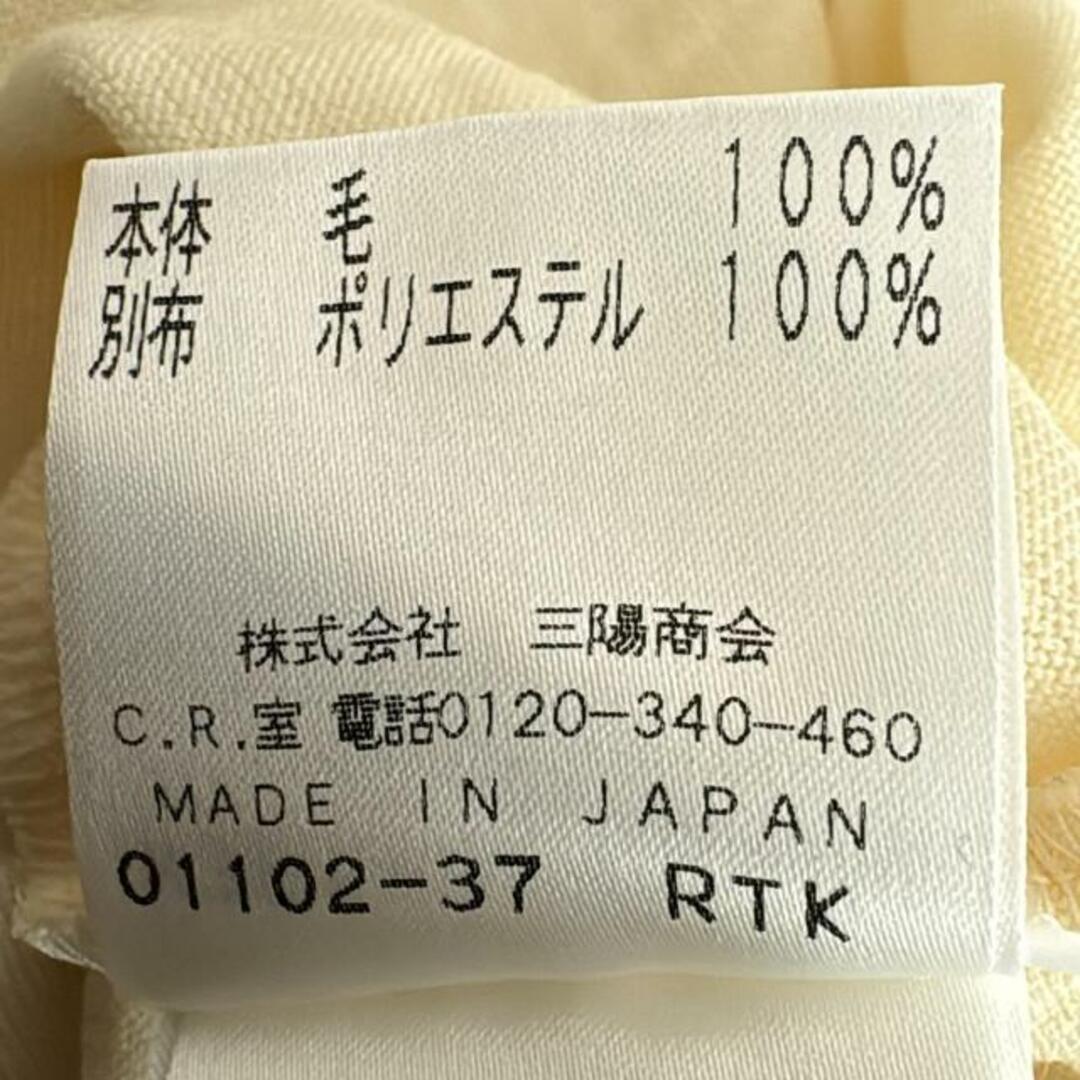 本体 毛 100%
別布 ポリエステル 100%
株式会社 三陽商会
C.R.室 電話0120-340-460
MADE IN JAPAN
01102-37 RTK